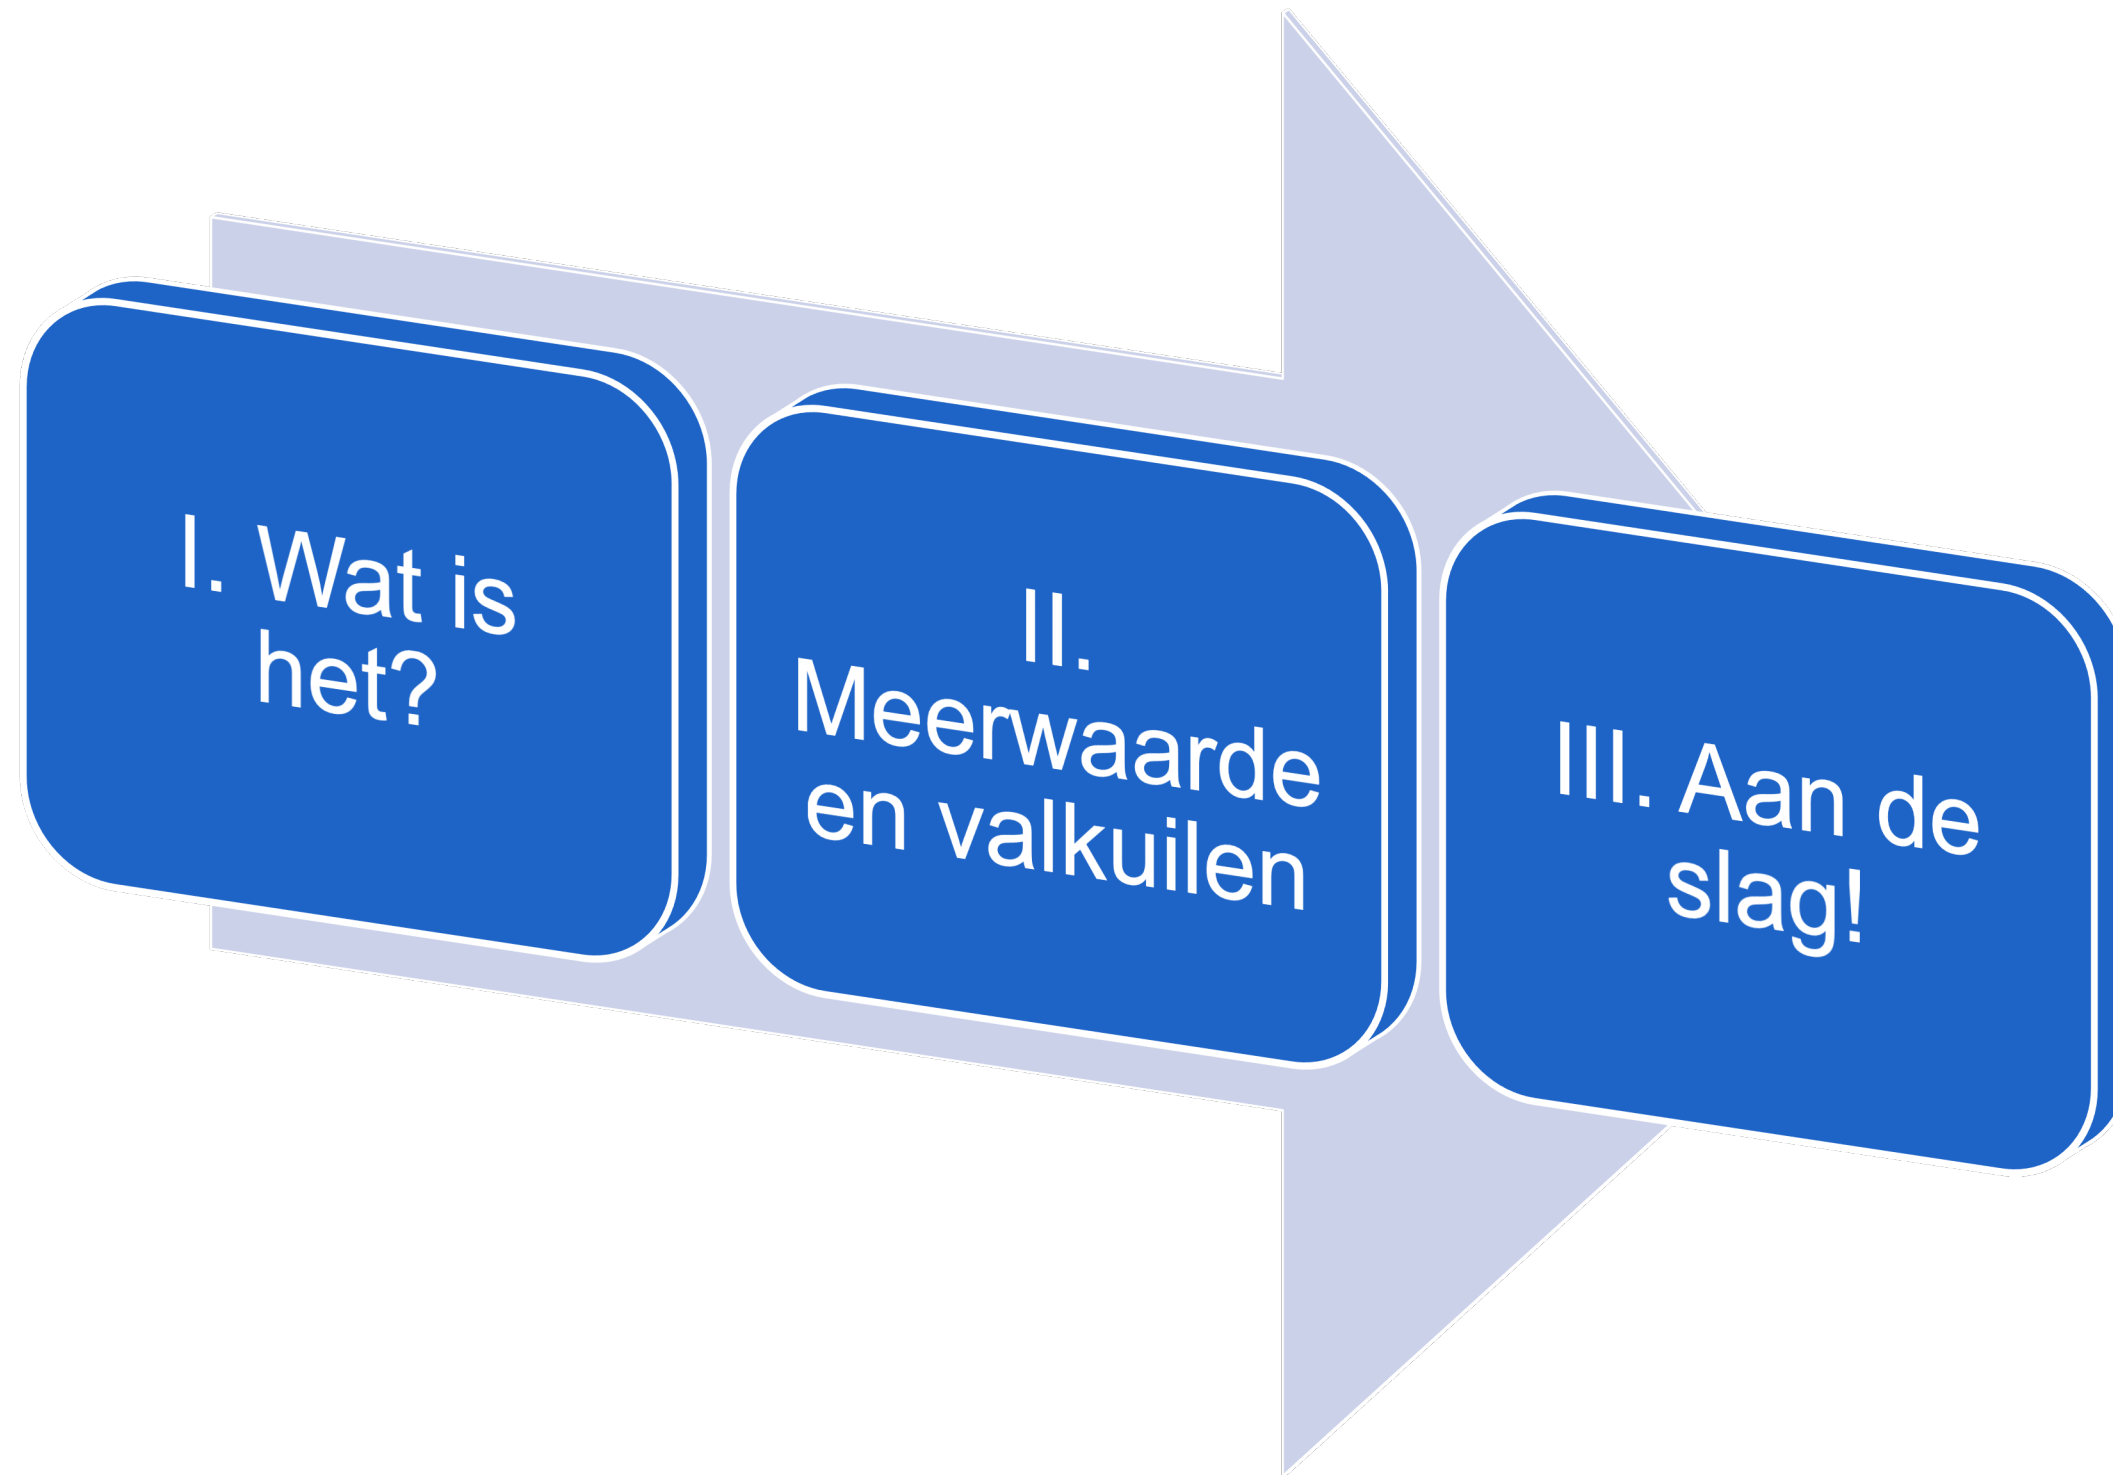 I. Wat is
het?
II.
Meerwaarde
en valkuilen
III. Aan de
slag!